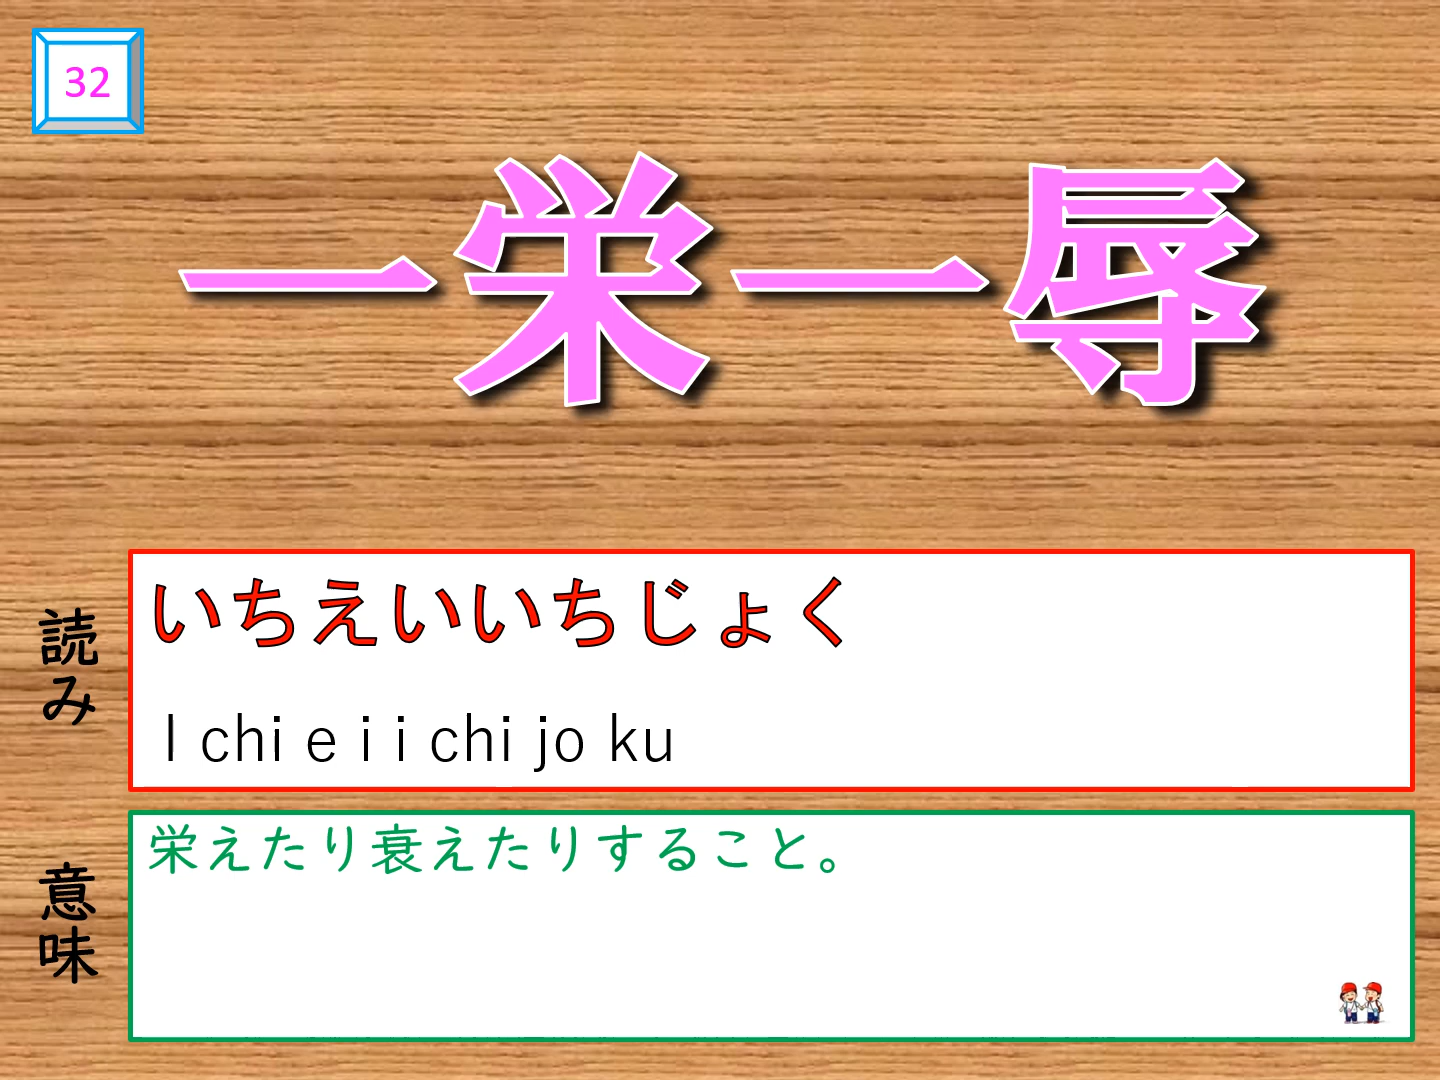 32
一栄一辱
読み
いちえいいちじょく
I chi e i i chi jo ku
意味
栄えたり衰えたりすること。